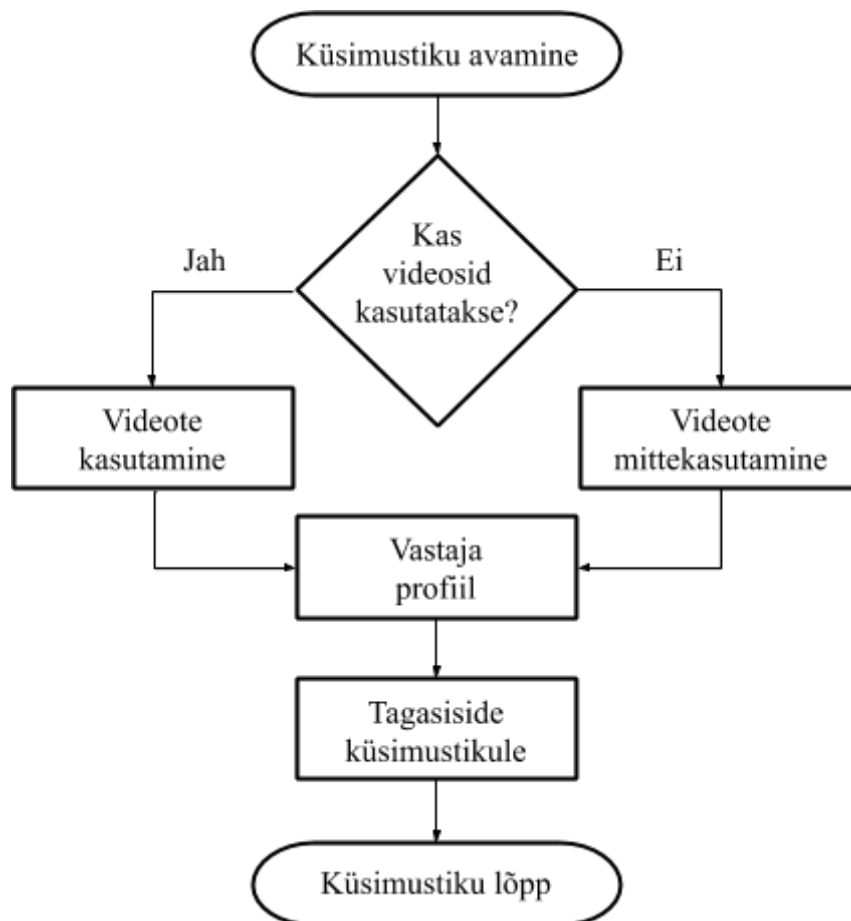 Küsimustiku avamine
Kas
videosid
kasutatakse?
Jah
Ei
Videote
kasutamine
Videote
mittekasutamine
Vastaja
profiil
Tagasiside
küsimustikule
Küsimustiku lõpp